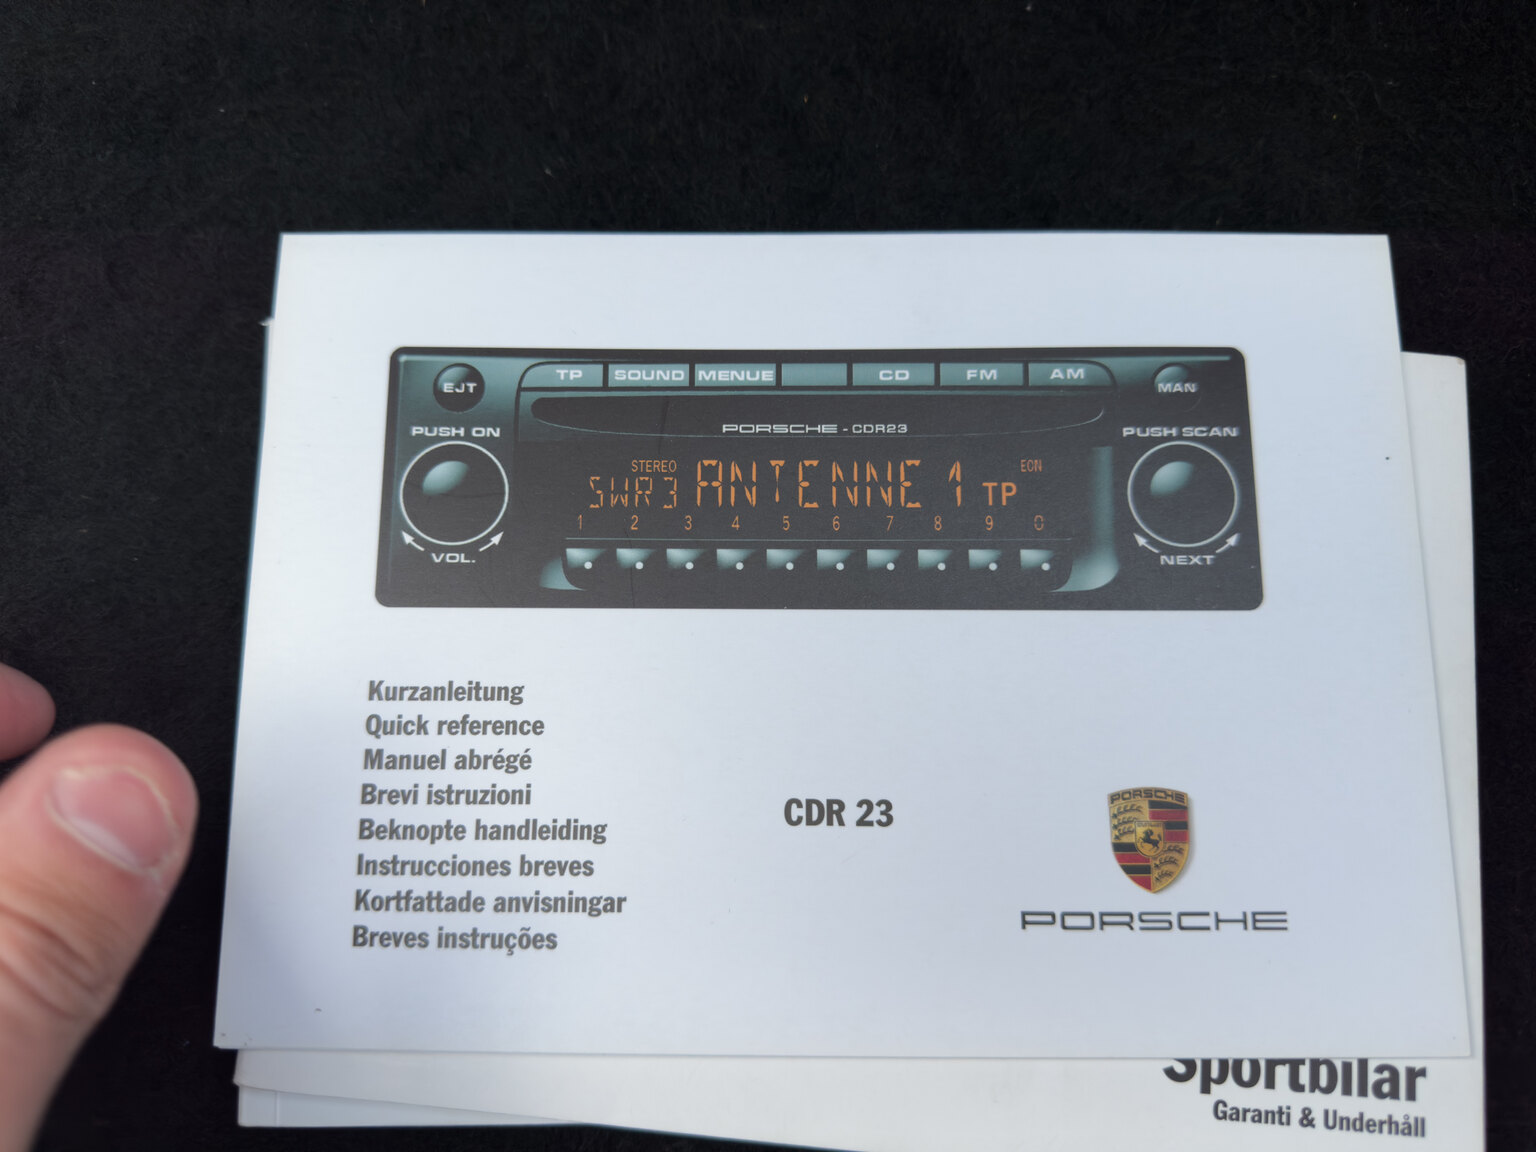 EJT TP SOUND MENUE CD FM AM MAN
PUSH ON PORSCHE - CDR23 PUSH SCAN
STEREO EON
SWR3 ANTENNE 1 TP
1 2 3 4 5 6 7 8 9 0
VOL. NEXT
Kurzanleitung
Quick reference
Manuel abrégé
Brevi istruzioni
Beknopte handleiding
Instrucciones breves
Kortfattade anvisningar
Breves instruções
CDR 23
PORSCHE
PORSCHE
Sportbilar
Garanti & Underhåll